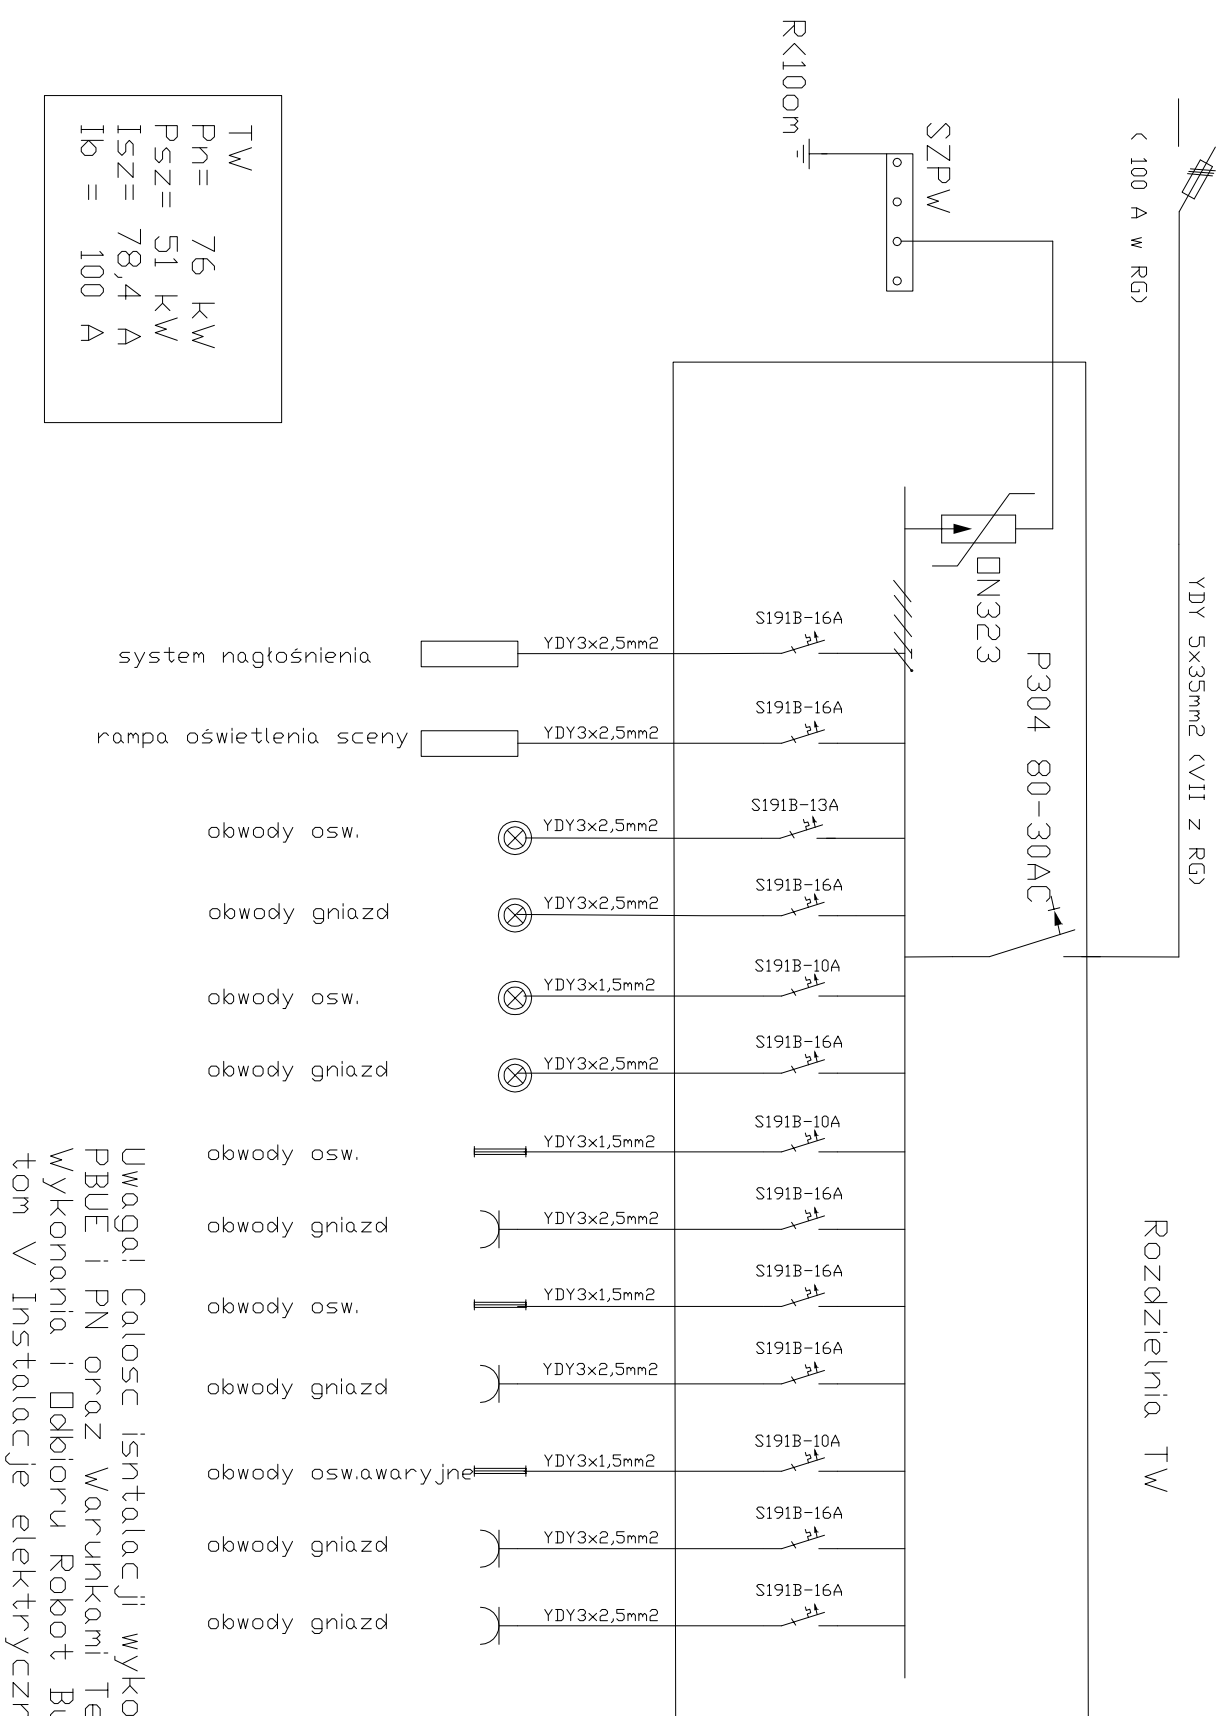 Rozdzielnia TW
( 100 A w RG)
YDY 5x35mm2 (VII z RG)
SZPW
R<10om
ON323
P304 80-30AC
TW
Pn= 76 kW
Psz= 51 kW
Isz= 78,4 A
Ib = 100 A
system nagłośnienia
YDY3x2,5mm2
S191B-16A
rampa oświetlenia sceny
YDY3x2,5mm2
S191B-16A
obwody osw.
YDY3x2,5mm2
S191B-13A
obwody gniazd
YDY3x2,5mm2
S191B-16A
obwody osw.
YDY3x1,5mm2
S191B-10A
obwody gniazd
YDY3x2,5mm2
S191B-16A
obwody osw.
YDY3x1,5mm2
S191B-10A
obwody gniazd
YDY3x2,5mm2
S191B-16A
obwody osw.
YDY3x1,5mm2
S191B-16A
obwody gniazd
YDY3x2,5mm2
S191B-16A
obwody osw.awaryjne
YDY3x1,5mm2
S191B-10A
obwody gniazd
YDY3x2,5mm2
S191B-16A
obwody gniazd
YDY3x2,5mm2
S191B-16A
Uwaga! Calosc isntalacji wyko
PBUE i PN oraz Warunkami Te
Wykonania i Odbioru Robot Bu
tom V Instalacje elektryczn